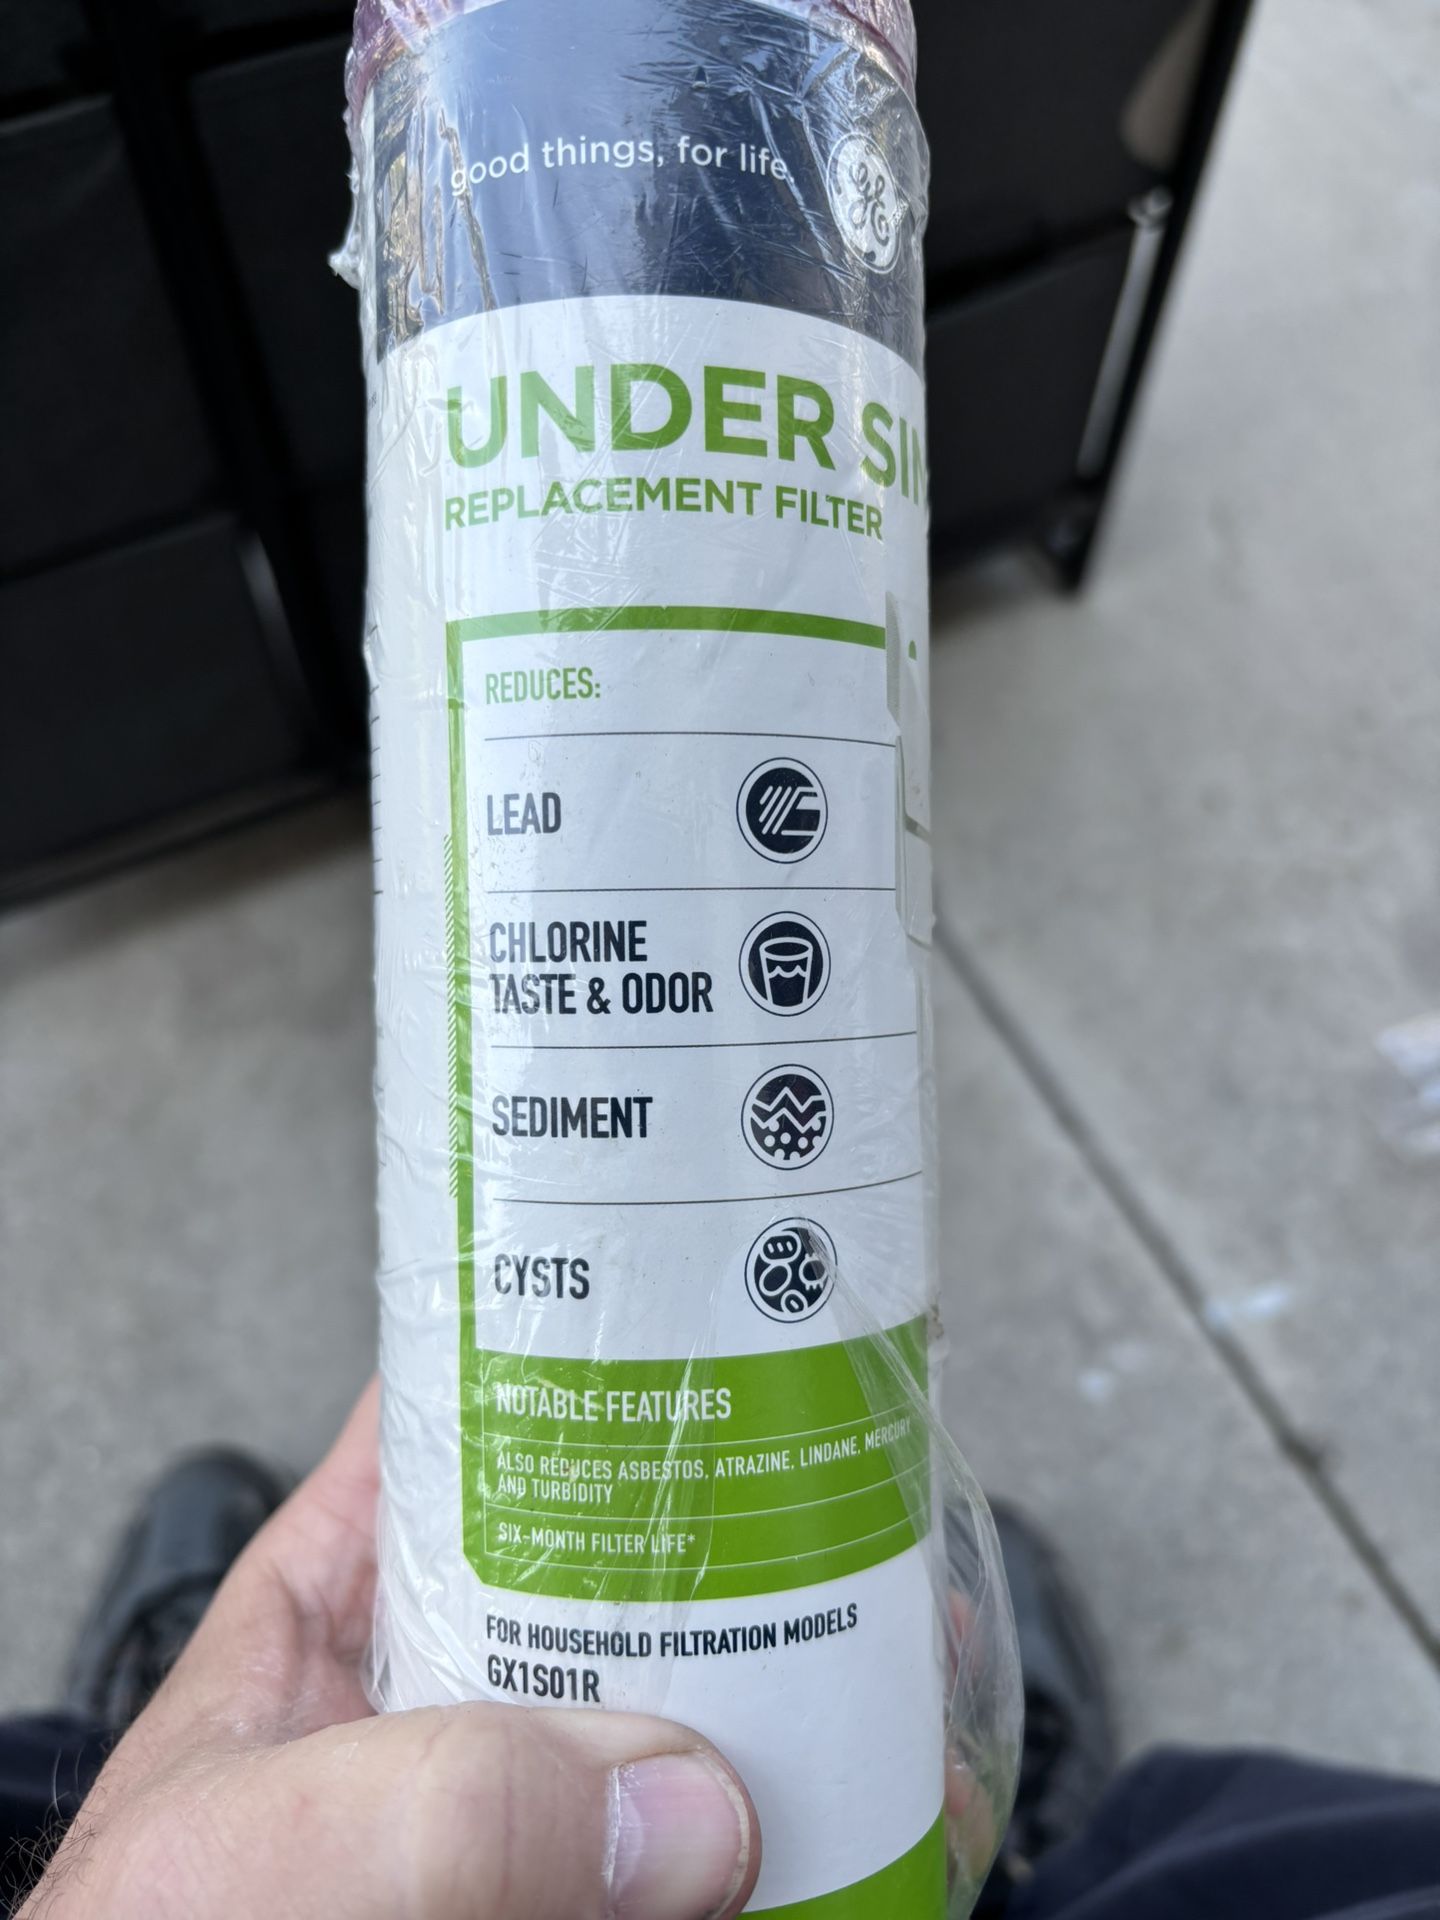 good things, for life.
GE
UNDER
REPLACEMENT FILTER
REDUCES:
LEAD
CHLORINE
TASTE & ODOR
SEDIMENT
CYSTS
NOTABLE FEATURES
ALSO REDUCES ASBESTOS, ATRAZINE, LINDANE, MERCURY
AND TURBIDITY
SIX-MONTH FILTER LIFE*
FOR HOUSEHOLD FILTRATION MODELS
GX1S01R